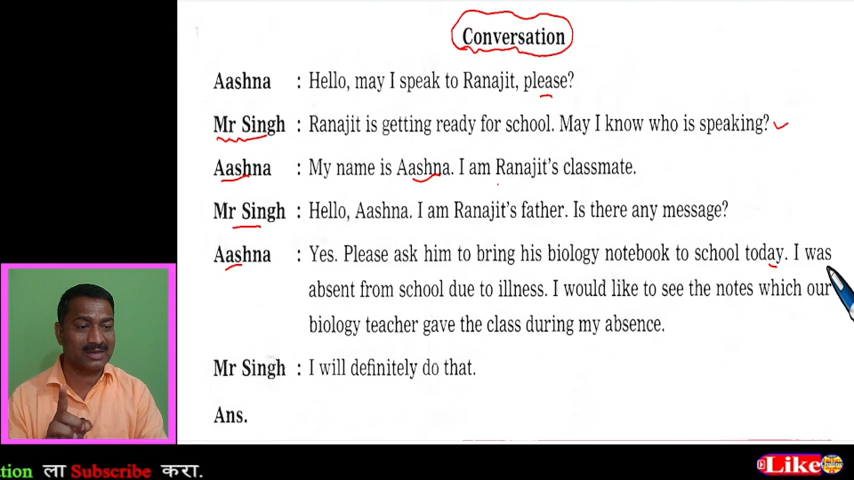 Conversation
Aashna : Hello, may I speak to Ranajit, please?
Mr Singh : Ranajit is getting ready for school. May I know who is speaking?
Aashna : My name is Aashna. I am Ranajit's classmate.
Mr Singh : Hello, Aashna. I am Ranajit's father. Is there any message?
Aashna : Yes. Please ask him to bring his biology notebook to school today. I was
absent from school due to illness. I would like to see the notes which our
biology teacher gave the class during my absence.
Mr Singh : I will definitely do that.
Ans.
tion ला Subscribe करा.
Like